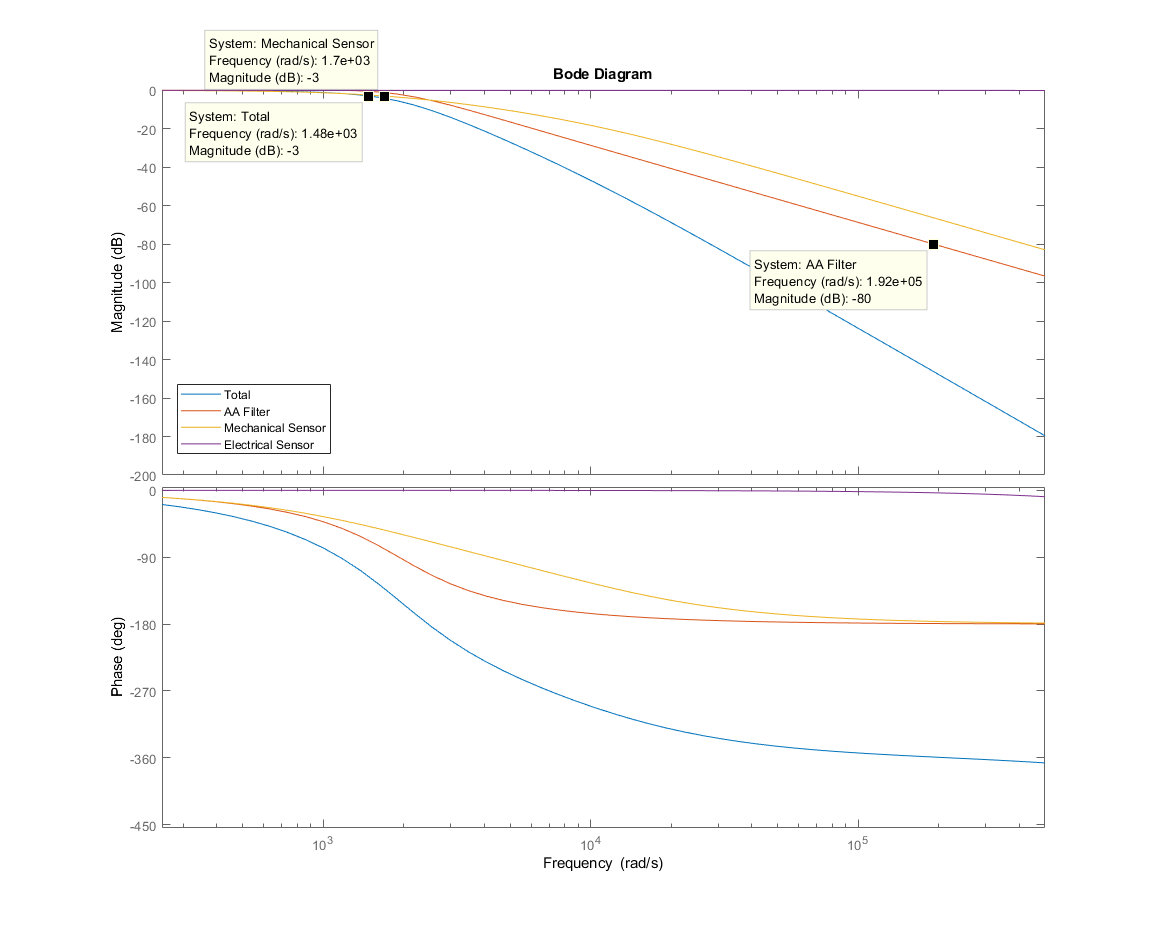 System: Mechanical Sensor
Frequency (rad/s): 1.7e+03
Magnitude (dB): -3
Bode Diagram
System: Total
Frequency (rad/s): 1.48e+03
Magnitude (dB): -3
0
-20
-40
-60
-80
-100
-120
-140
-160
-180
-200
Magnitude (dB)
System: AA Filter
Frequency (rad/s): 1.92e+05
Magnitude (dB): -80
Total
AA Filter
Mechanical Sensor
Electrical Sensor
0
-90
-180
-270
-360
-450
Phase (deg)
10³
10⁴
10⁵
Frequency (rad/s)